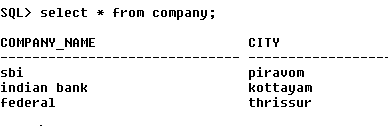 SQL> select * from company;
COMPANY_NAME CITY
------------------------------ ------------------
sbi piravom
indian bank kottayam
federal thrissur